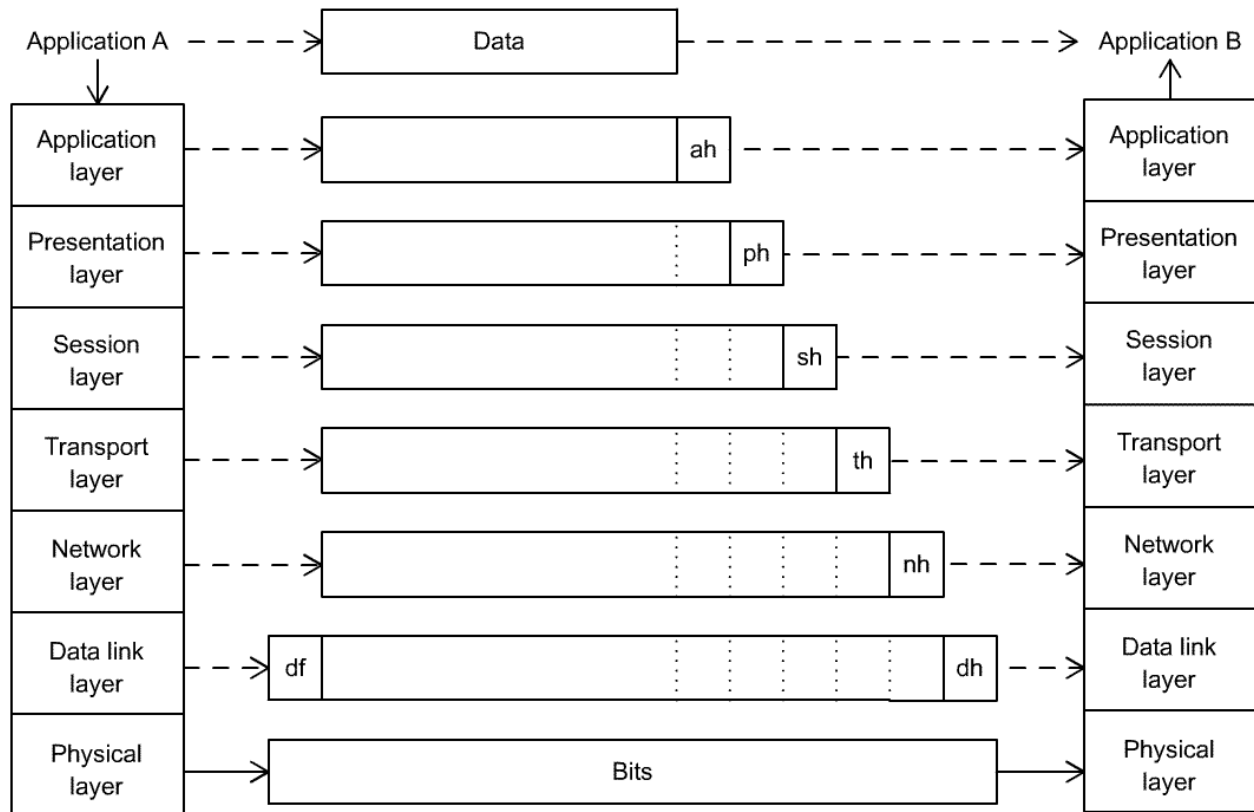 Application A
Data
Application B
Application
layer
ah
Application
layer
Presentation
layer
ph
Presentation
layer
Session
layer
sh
Session
layer
Transport
layer
th
Transport
layer
Network
layer
nh
Network
layer
Data link
layer
df
dh
Data link
layer
Physical
layer
Bits
Physical
layer